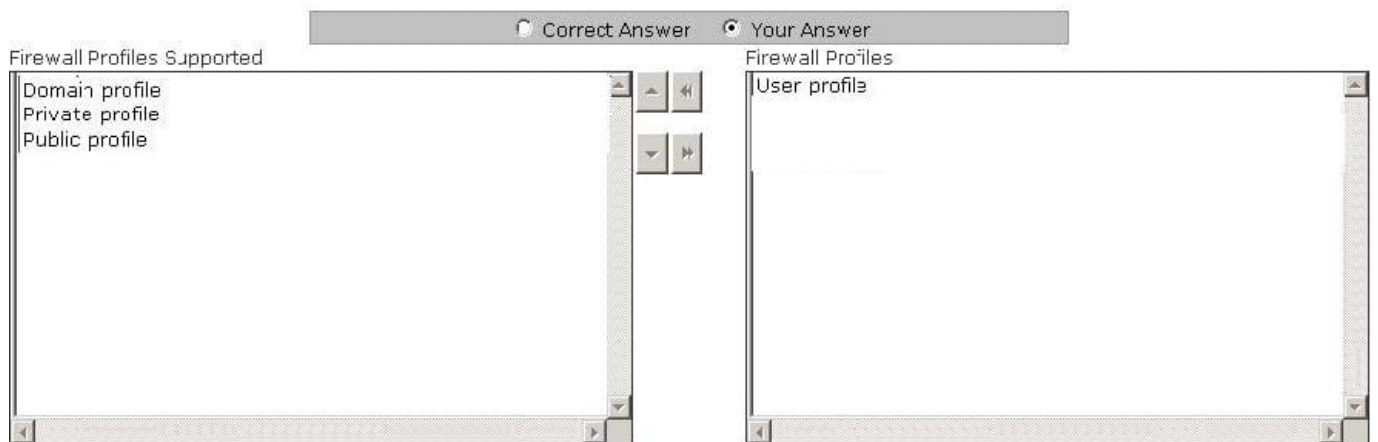 Correct Answer Your Answer
Firewall Profiles Supported
Domain profile
Private profile
Public profile
Firewall Profiles
User profile